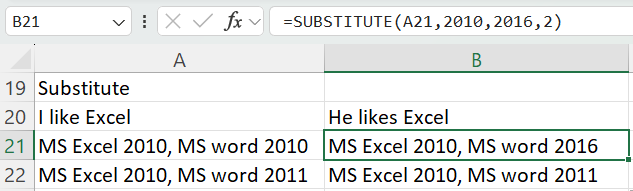 B21 fx =SUBSTITUTE(A21,2010,2016,2)
A B
19 Substitute
20 I like Excel He likes Excel
21 MS Excel 2010, MS word 2010 MS Excel 2010, MS word 2016
22 MS Excel 2010, MS word 2011 MS Excel 2010, MS word 2011